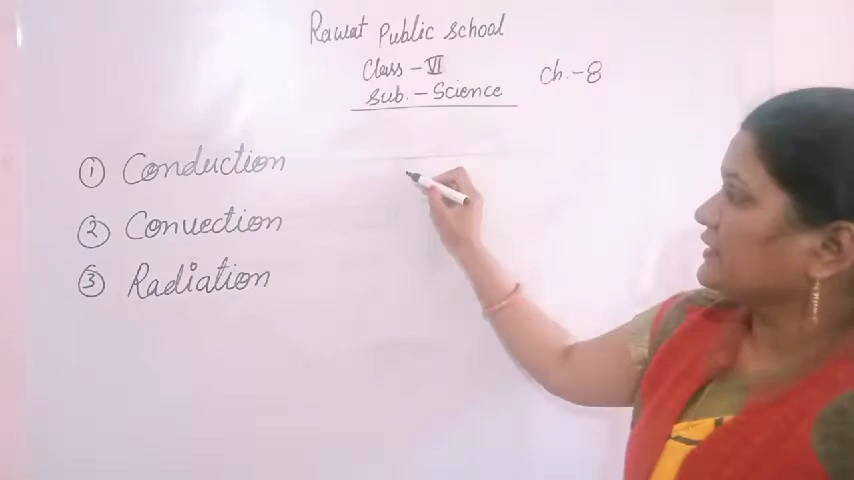 Rawat Public School
Class - VI
Sub. - Science
Ch. - 8
① Conduction
② Convection
③ Radiation